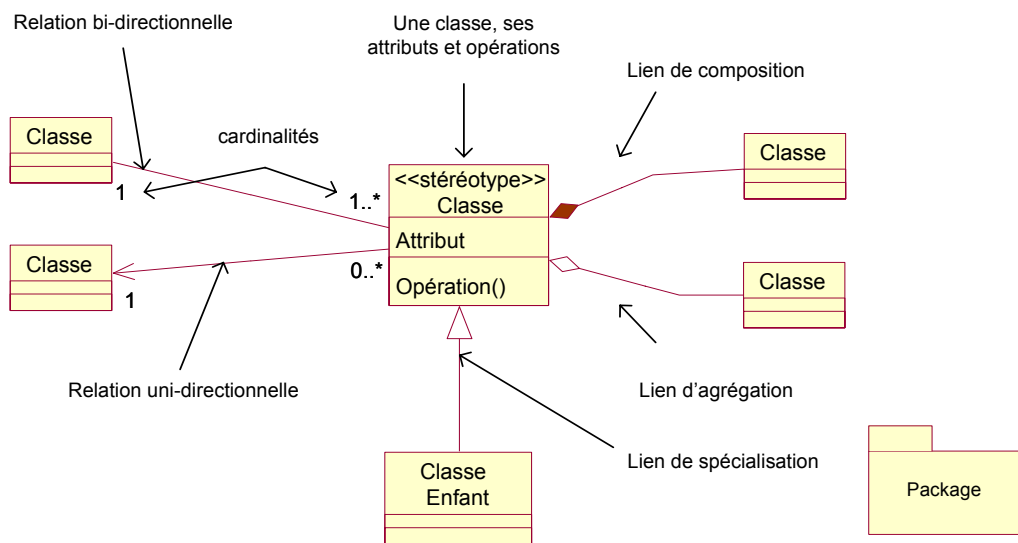 Relation bi-directionnelle
Une classe, ses
attributs et opérations
Lien de composition
Classe
cardinalités
Classe
1
1..*
<<stéréotype>>
Classe
Attribut
Opération()
Classe
1
0..*
Classe
Relation uni-directionnelle
Lien d’agrégation
Lien de spécialisation
Classe
Enfant
Package